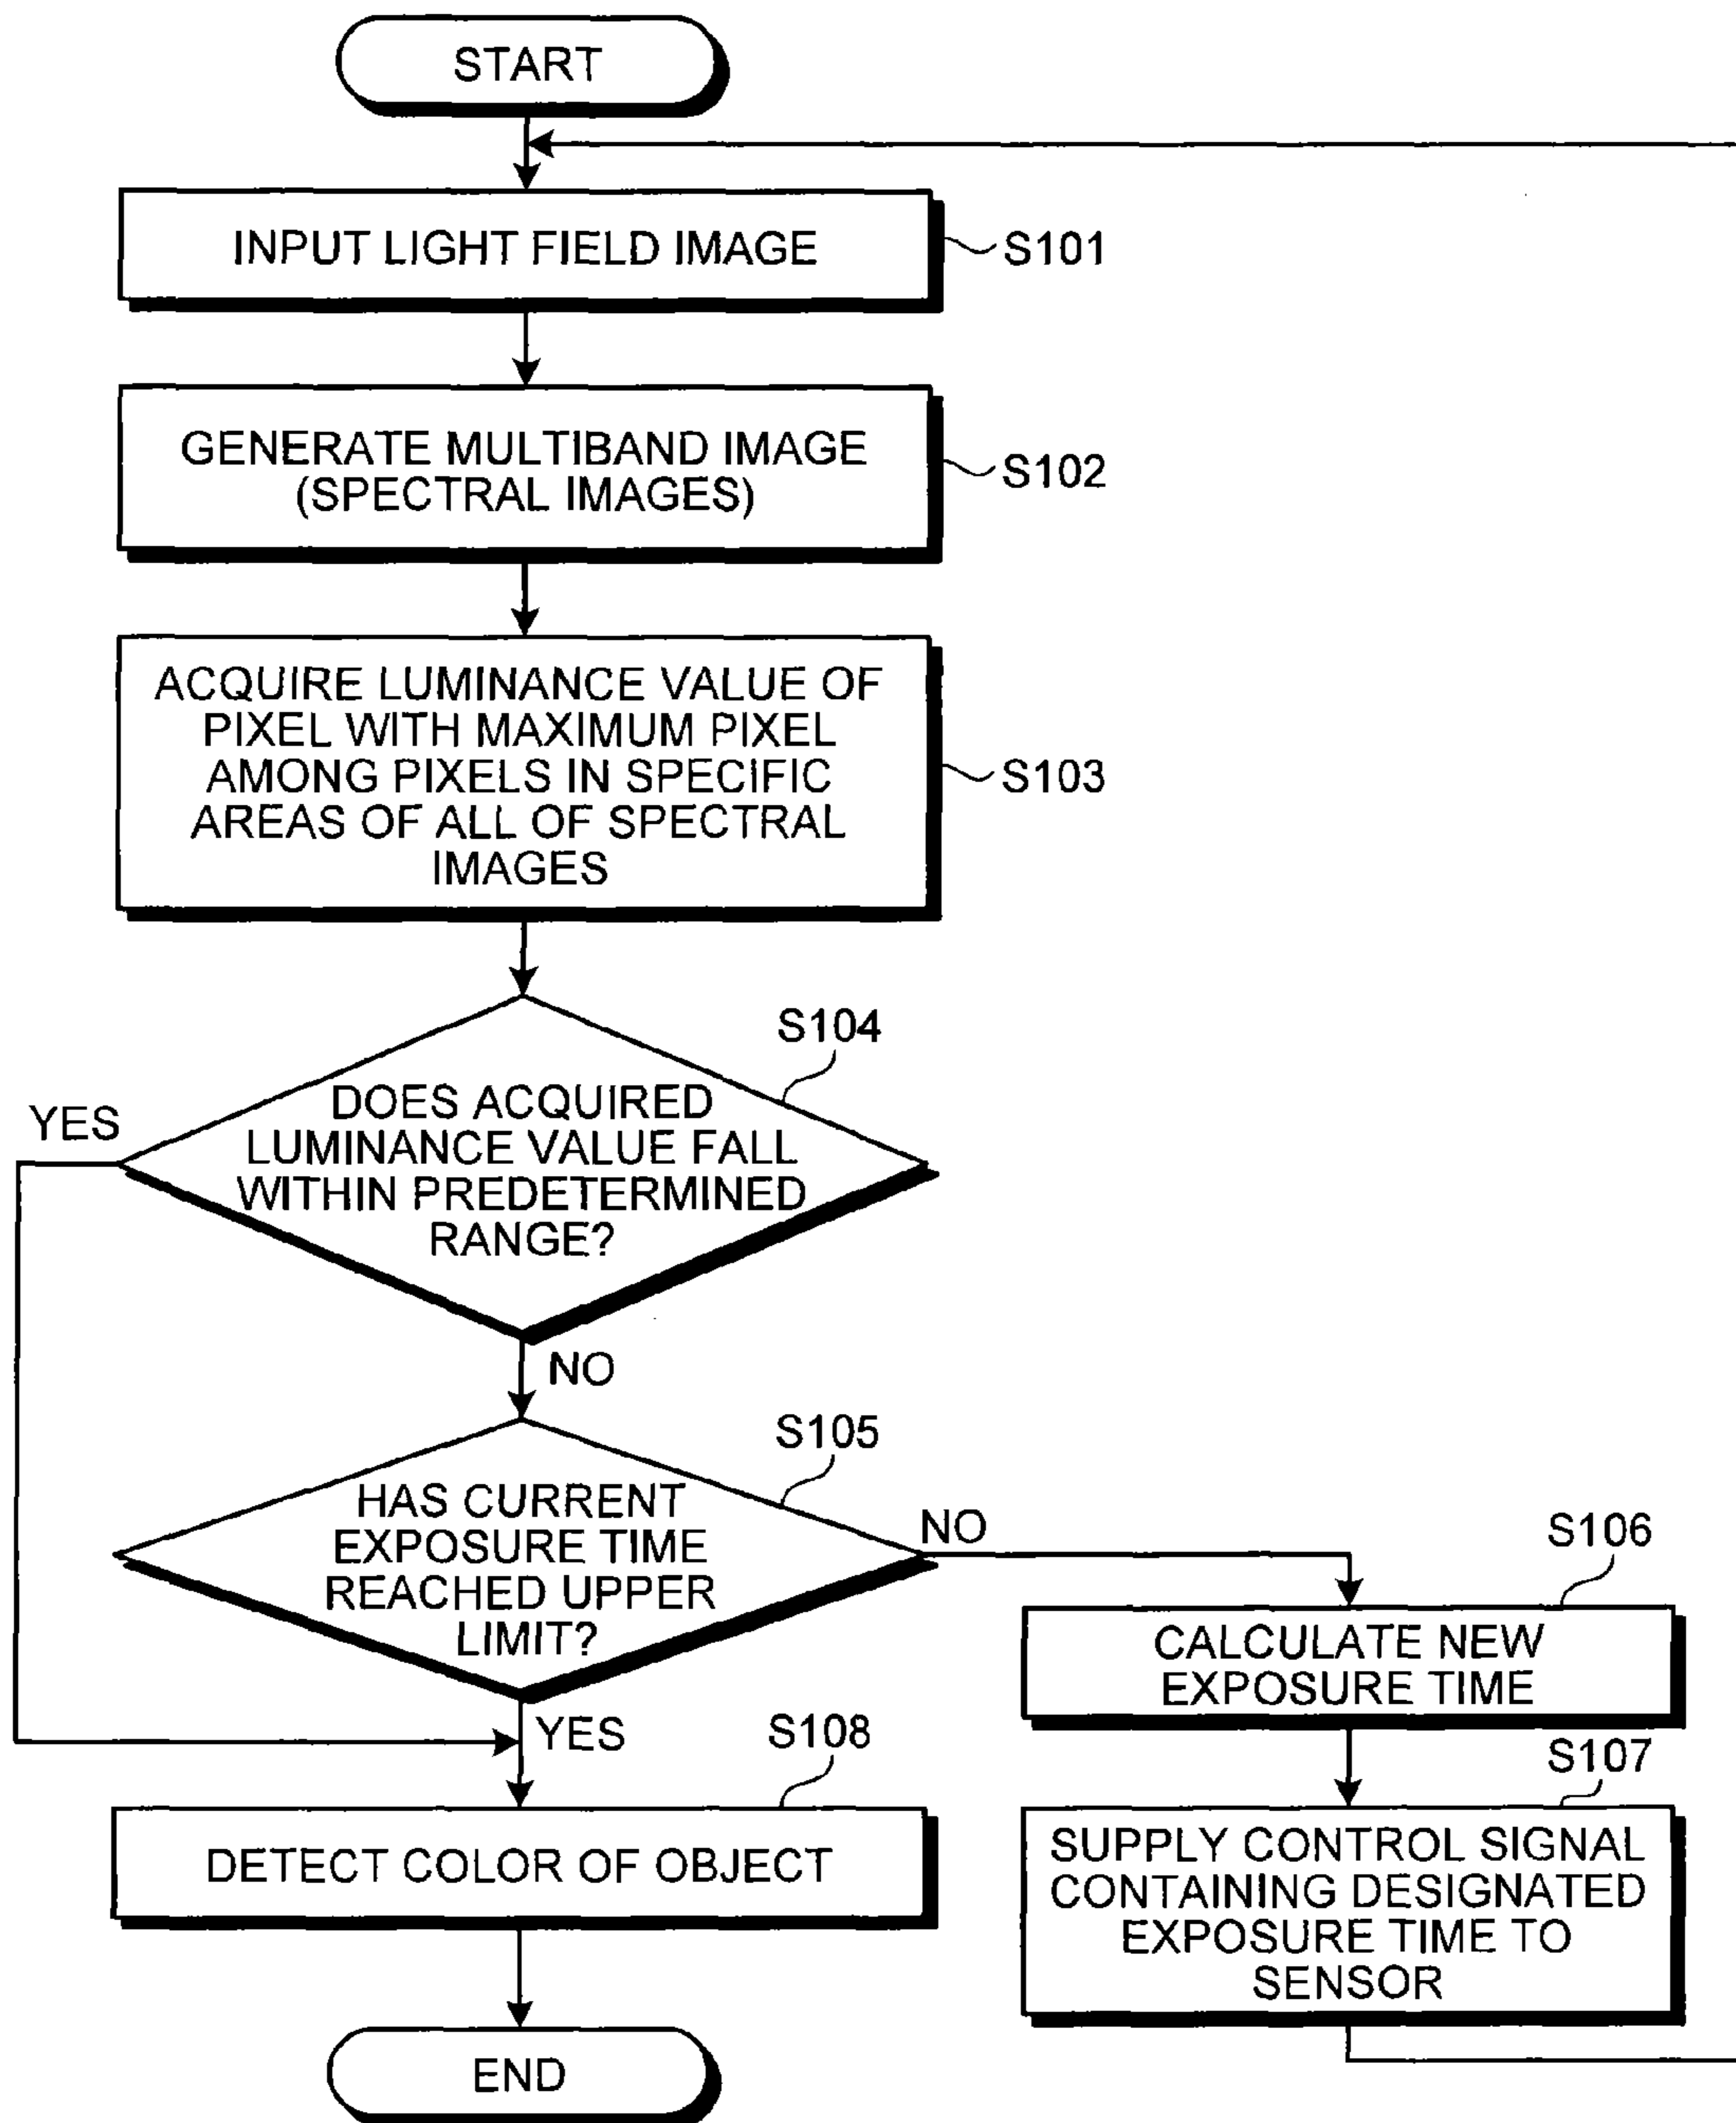 START
INPUT LIGHT FIELD IMAGE
S101
GENERATE MULTIBAND IMAGE
(SPECTRAL IMAGES)
S102
ACQUIRE LUMINANCE VALUE OF
PIXEL WITH MAXIMUM PIXEL
AMONG PIXELS IN SPECIFIC
AREAS OF ALL OF SPECTRAL
IMAGES
S103
S104
DOES ACQUIRED
LUMINANCE VALUE FALL
WITHIN PREDETERMINED
RANGE?
YES
NO
S105
HAS CURRENT
EXPOSURE TIME
REACHED UPPER
LIMIT?
NO
S106
CALCULATE NEW
EXPOSURE TIME
YES
S107
SUPPLY CONTROL SIGNAL
CONTAINING DESIGNATED
EXPOSURE TIME TO
SENSOR
S108
DETECT COLOR OF OBJECT
END